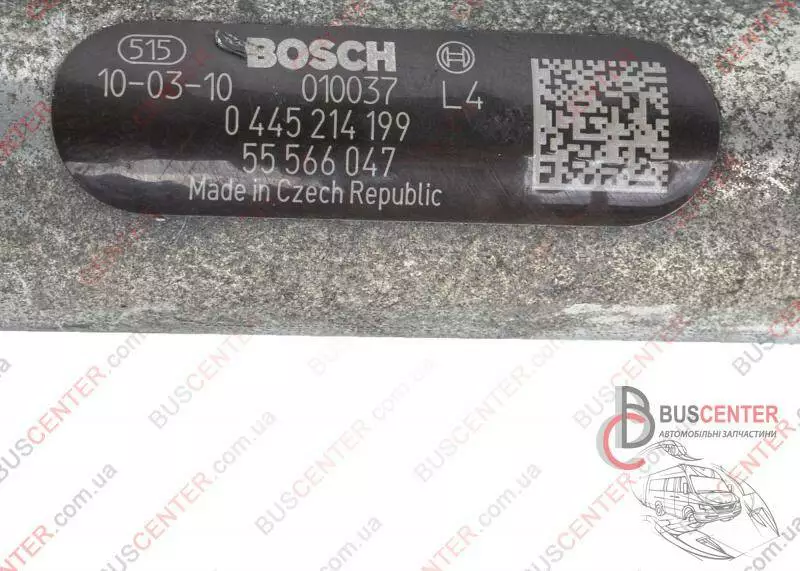 515 BOSCH
10-03-10 010037 L4
0 445 214 199
55 566 047
Made in Czech Republic
BUSCENTER
АВТОМОБІЛЬНІ ЗАПЧАСТИНИ
BUSCENTER.com.ua